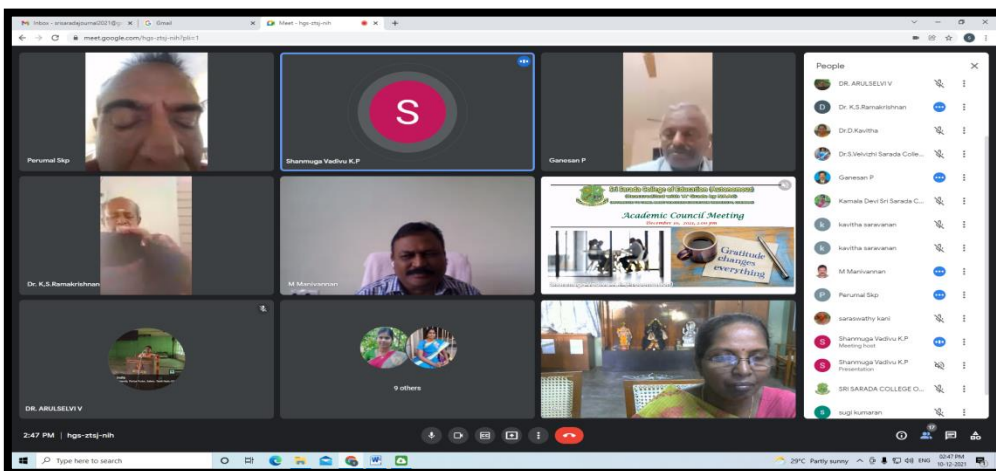 Inbox - srisaradajournal2021@g
Gmail
Meet - hgs-ztsj-nih
meet.google.com/hgs-ztsj-nih?pli=1
S
Perumal Skp
Shanmuga Vadivu K.P
Ganesan P
Dr. K.S.Ramakrishnan
M Manivannan
Sri Sarada College of Education (Autonomous)
(Reaccredited with 'A' Grade by NAAC)
Academic Council Meeting
Gratitude
changes
everything
DR. ARULSELVI V
9 others
People
DR. ARULSELVI V
D Dr. K.S.Ramakrishnan
Dr.D.Kavitha
Dr.S.Velvizhi Sarada Colle...
Ganesan P
Kamala Devi Sri Sarada C...
k kavitha saravanan
k kavitha saravanan
M Manivannan
P Perumal Skp
saraswathy kani
S Shanmuga Vadivu K.P
Meeting host
S Shanmuga Vadivu K.P
Presentation
SRI SARADA COLLEGE O...
s sugi kumaran
2:47 PM | hgs-ztsj-nih
17
Type here to search
29°C Partly sunny
ENG
02:47 PM
10-12-2021